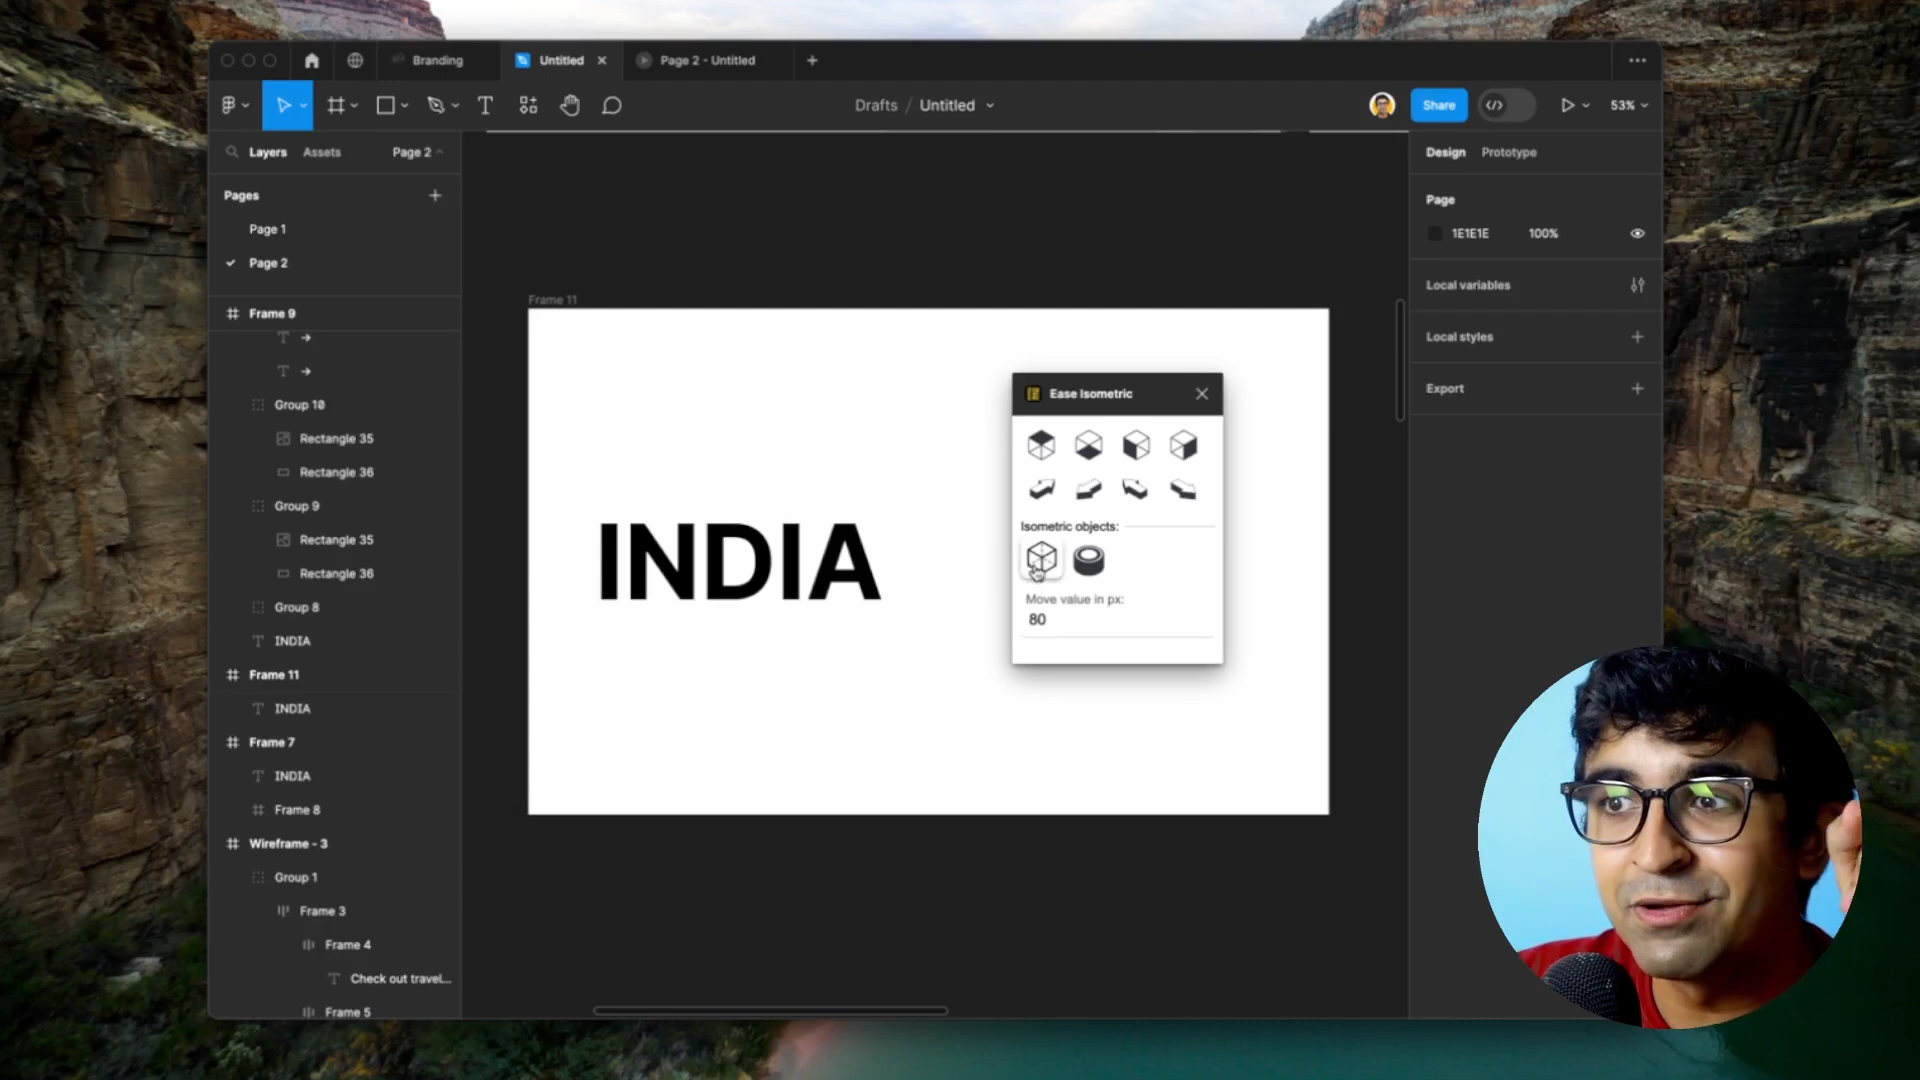 Branding
Untitled
Page 2 - Untitled
Drafts / Untitled
Share
53%
Layers
Assets
Page 2
Pages
Page 1
Page 2
Frame 9
Group 10
Rectangle 35
Rectangle 36
Group 9
Rectangle 35
Rectangle 36
Group 8
INDIA
Frame 11
INDIA
Frame 7
INDIA
Frame 8
Wireframe - 3
Group 1
Frame 3
Frame 4
Check out travel...
Frame 5
Frame 11
INDIA
Ease Isometric
Isometric objects:
Move value in px:
80
Design
Prototype
Page
1E1E1E
100%
Local variables
Local styles
Export